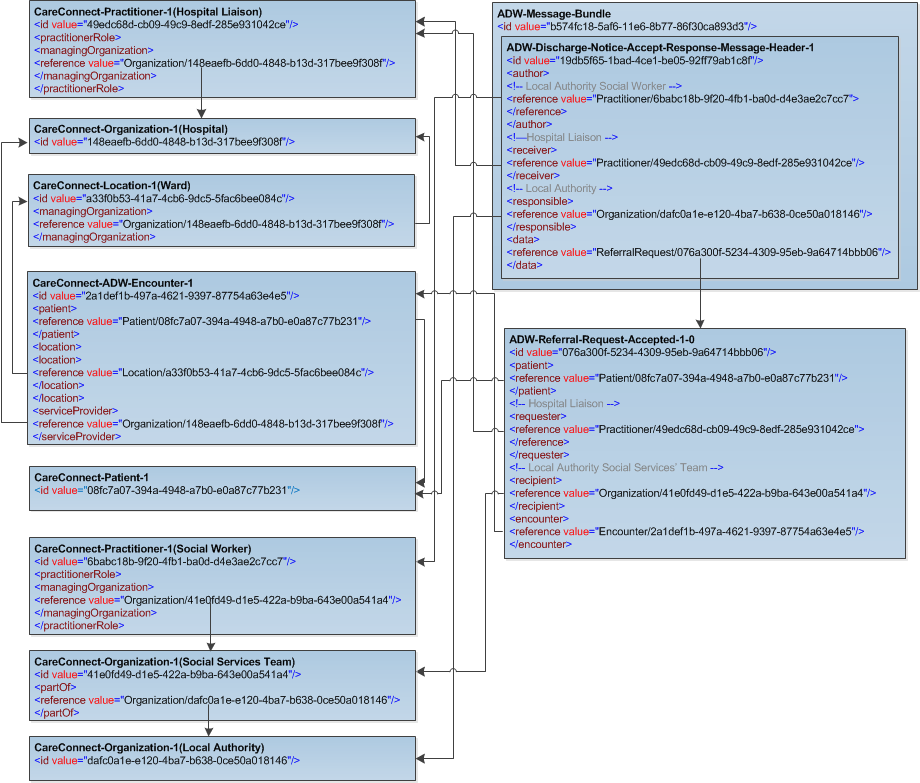 CareConnect-Practitioner-1(Hospital Liaison)
<id value="49edc68d-cb09-49c9-8edf-285e931042ce"/>
<practitionerRole>
<managingOrganization>
<reference value="Organization/148eaefb-6dd0-4848-b13d-317bee9f308f"/>
</managingOrganization>
</practitionerRole>
CareConnect-Organization-1(Hospital)
<id value="148eaefb-6dd0-4848-b13d-317bee9f308f"/>
CareConnect-Location-1(Ward)
<id value="a33f0b53-41a7-4cb6-9dc5-5fac6bee084c"/>
<managingOrganization>
<reference value="Organization/148eaefb-6dd0-4848-b13d-317bee9f308f"/>
</managingOrganization>
CareConnect-ADW-Encounter-1
<id value="2a1def1b-497a-4621-9397-87754a63e4e5"/>
<patient>
<reference value="Patient/08fc7a07-394a-4948-a7b0-e0a87c77b231"/>
</patient>
<location>
<location>
<reference value="Location/a33f0b53-41a7-4cb6-9dc5-5fac6bee084c"/>
</location>
</location>
<serviceProvider>
<reference value="Organization/148eaefb-6dd0-4848-b13d-317bee9f308f"/>
</serviceProvider>
CareConnect-Patient-1
<id value="08fc7a07-394a-4948-a7b0-e0a87c77b231"/>
CareConnect-Practitioner-1(Social Worker)
<id value="6babc18b-9f20-4fb1-ba0d-d4e3ae2c7cc7"/>
<practitionerRole>
<managingOrganization>
<reference value="Organization/41e0fd49-d1e5-422a-b9ba-643e00a541a4"/>
</managingOrganization>
</practitionerRole>
CareConnect-Organization-1(Social Services Team)
<id value="41e0fd49-d1e5-422a-b9ba-643e00a541a4"/>
<partOf>
<reference value="Organization/dafc0a1e-e120-4ba7-b638-0ce50a018146"/>
</partOf>
CareConnect-Organization-1(Local Authority)
<id value="dafc0a1e-e120-4ba7-b638-0ce50a018146"/>
ADW-Message-Bundle
<id value="b574fc18-5af6-11e6-8b77-86f30ca893d3"/>
ADW-Discharge-Notice-Accept-Response-Message-Header-1
<id value="19db5f65-1bad-4ce1-be05-92ff79ab1c8f"/>
<author>
<!-- Local Authority Social Worker -->
<reference value="Practitioner/6babc18b-9f20-4fb1-ba0d-d4e3ae2c7cc7">
</reference>
</author>
<!—Hospital Liaison -->
<receiver>
<reference value="Practitioner/49edc68d-cb09-49c9-8edf-285e931042ce"/>
</receiver>
<!-- Local Authority -->
<responsible>
<reference value="Organization/dafc0a1e-e120-4ba7-b638-0ce50a018146"/>
</responsible>
<data>
<reference value="ReferralRequest/076a300f-5234-4309-95eb-9a64714bbb06"/>
</data>
ADW-Referral-Request-Accepted-1-0
<id value="076a300f-5234-4309-95eb-9a64714bbb06"/>
<patient>
<reference value="Patient/08fc7a07-394a-4948-a7b0-e0a87c77b231"/>
</patient>
<!-- Hospital Liaison -->
<requester>
<reference value="Practitioner/49edc68d-cb09-49c9-8edf-285e931042ce">
</reference>
</requester>
<!-- Local Authority Social Services' Team -->
<recipient>
<reference value="Organization/41e0fd49-d1e5-422a-b9ba-643e00a541a4"/>
</recipient>
<encounter>
<reference value="Encounter/2a1def1b-497a-4621-9397-87754a63e4e5"/>
</encounter>